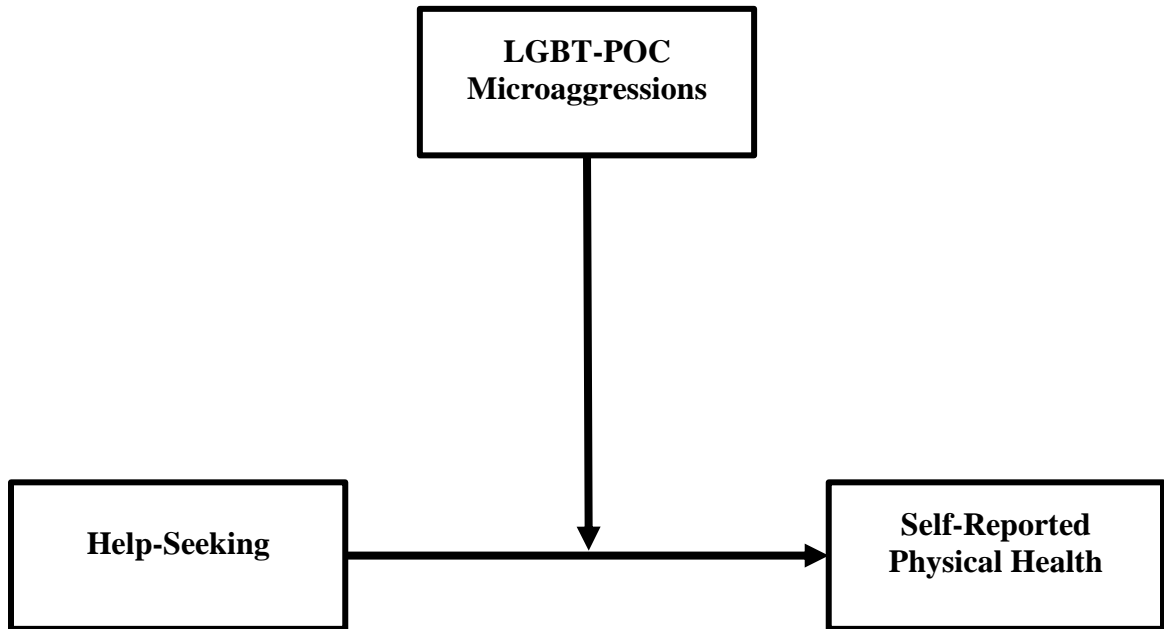 LGBT-POC
Microaggressions
Help-Seeking
Self-Reported
Physical Health